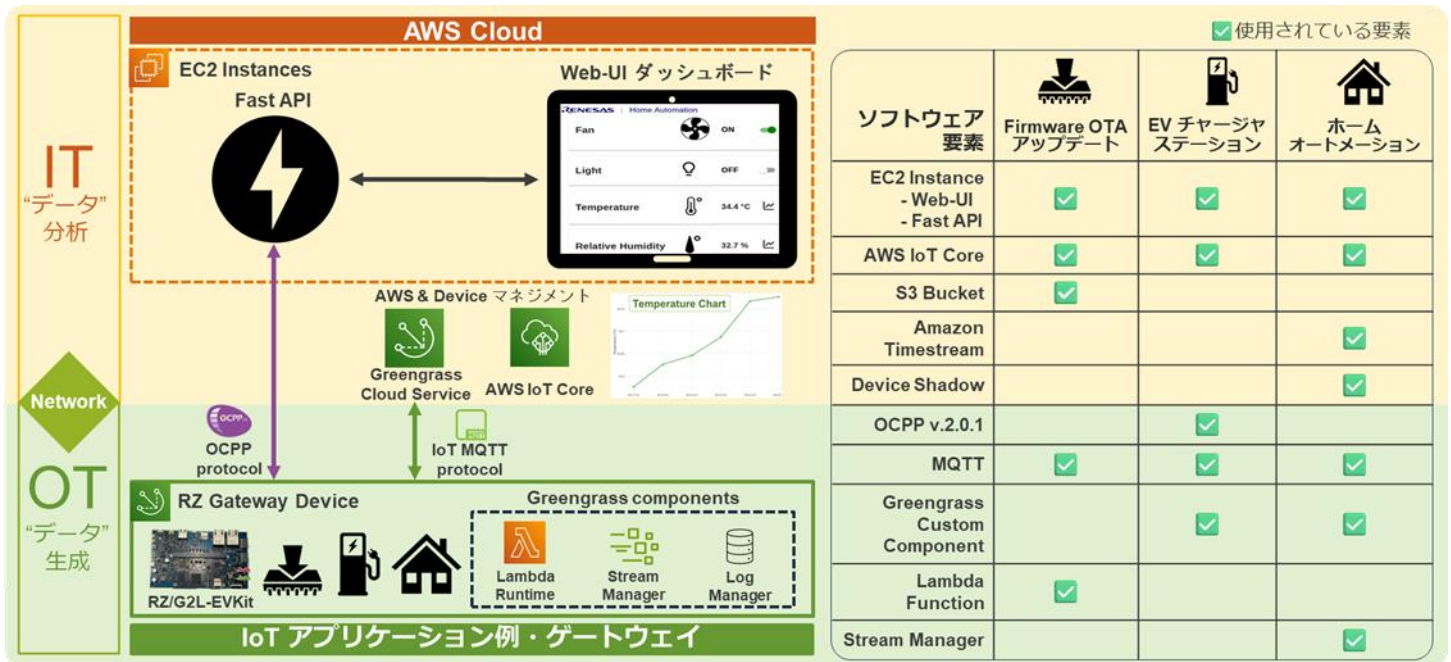 AWS Cloud
EC2 Instances
Fast API
Web-UI ダッシュボード
RENESAS | Home Automation
Fan ON
Light OFF
Temperature 34.4 °C
Relative Humidity 32.7 %
IT
“データ”
分析
Network
OT
“データ”
生成
AWS & Device マネジメント
Greengrass
Cloud Service
AWS IoT Core
Temperature Chart
OCPP
OCPP
protocol
IoT MQTT
protocol
RZ Gateway Device
RZ/G2L-EVKit
Greengrass components
Lambda
Runtime
Stream
Manager
Log
Manager
IoT アプリケーション例・ゲートウェイ
使用されている要素
ソフトウェア
要素
Firmware OTA
アップデート
EV チャージャ
ステーション
ホーム
オートメーション
EC2 Instance
- Web-UI
- Fast API
AWS IoT Core
S3 Bucket
Amazon
Timestream
Device Shadow
OCPP v.2.0.1
MQTT
Greengrass
Custom
Component
Lambda
Function
Stream Manager